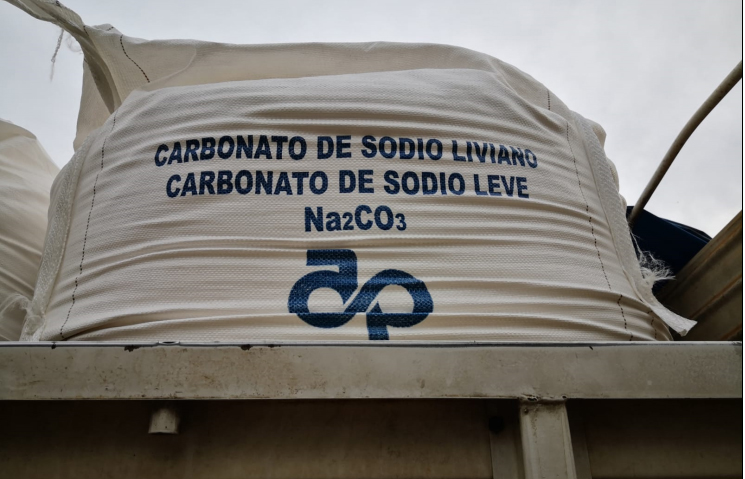 CARBONATO DE SODIO LIVIANO
CARBONATO DE SODIO LEVE
Na2CO3